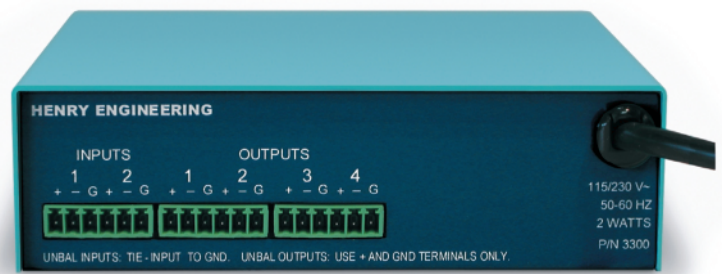 HENRY ENGINEERING
INPUTS OUTPUTS
1 2 1 2 3 4
+ – G + – G + – G + – G + – G + – G
115/230 V~
50-60 HZ
2 WATTS
P/N 3300
UNBAL INPUTS: TIE - INPUT TO GND. UNBAL OUTPUTS: USE + AND GND TERMINALS ONLY.